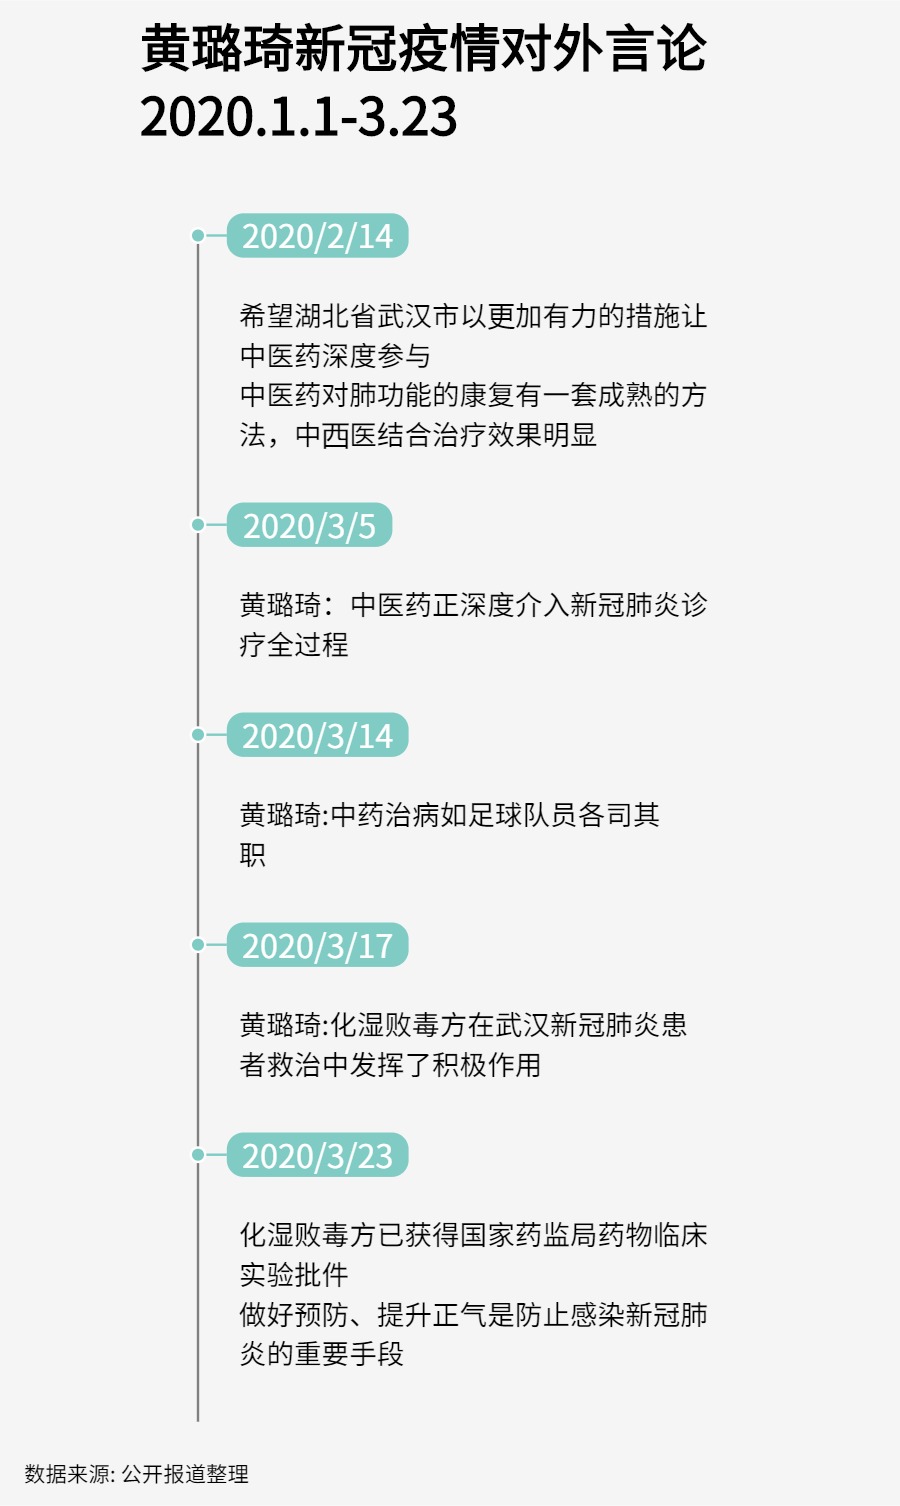 黄璐琦新冠疫情对外言论
2020.1.1-3.23
2020/2/14
希望湖北省武汉市以更加有力的措施让
中医药深度参与
中医药对肺功能的康复有一套成熟的方
法，中西医结合治疗效果明显
2020/3/5
黄璐琦：中医药正深度介入新冠肺炎诊
疗全过程
2020/3/14
黄璐琦:中药治病如足球队员各司其
职
2020/3/17
黄璐琦:化湿败毒方在武汉新冠肺炎患
者救治中发挥了积极作用
2020/3/23
化湿败毒方已获得国家药监局药物临床
实验批件
做好预防、提升正气是防止感染新冠肺
炎的重要手段
数据来源: 公开报道整理